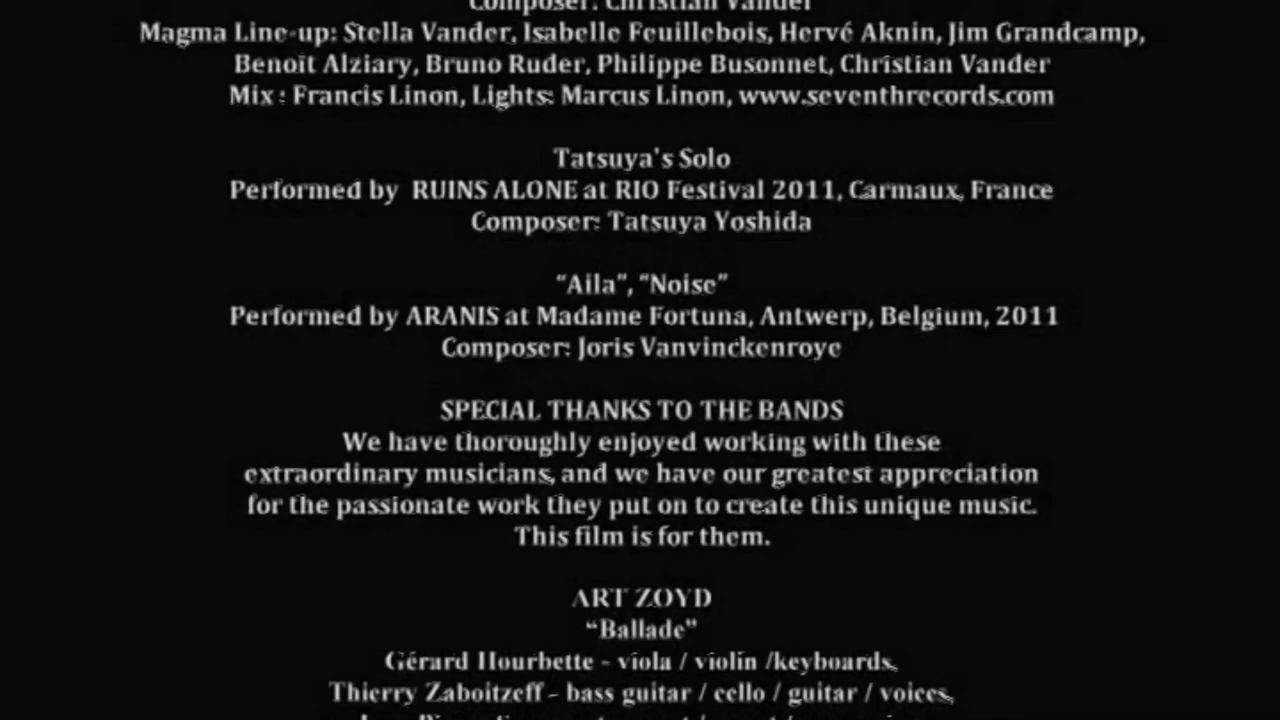 Composer: Christian Vander
Magma Line-up: Stella Vander, Isabelle Feuillebois, Hervé Aknin, Jim Grandcamp,
Benoît Alziary, Bruno Ruder, Philippe Busonnet, Christian Vander
Mix : Francis Linon, Lights: Marcus Linon, www.seventhrecords.com
Tatsuya's Solo
Performed by RUINS ALONE at RIO Festival 2011, Carmaux, France
Composer: Tatsuya Yoshida
“Aila”, “Noise”
Performed by ARANIS at Madame Fortuna, Antwerp, Belgium, 2011
Composer: Joris Vanvinckenroye
SPECIAL THANKS TO THE BANDS
We have thoroughly enjoyed working with these
extraordinary musicians, and we have our greatest appreciation
for the passionate work they put on to create this unique music.
This film is for them.
ART ZOYD
“Ballade”
Gérard Hourbette - viola / violin /keyboards,
Thierry Zaboitzeff - bass guitar / cello / guitar / voices,